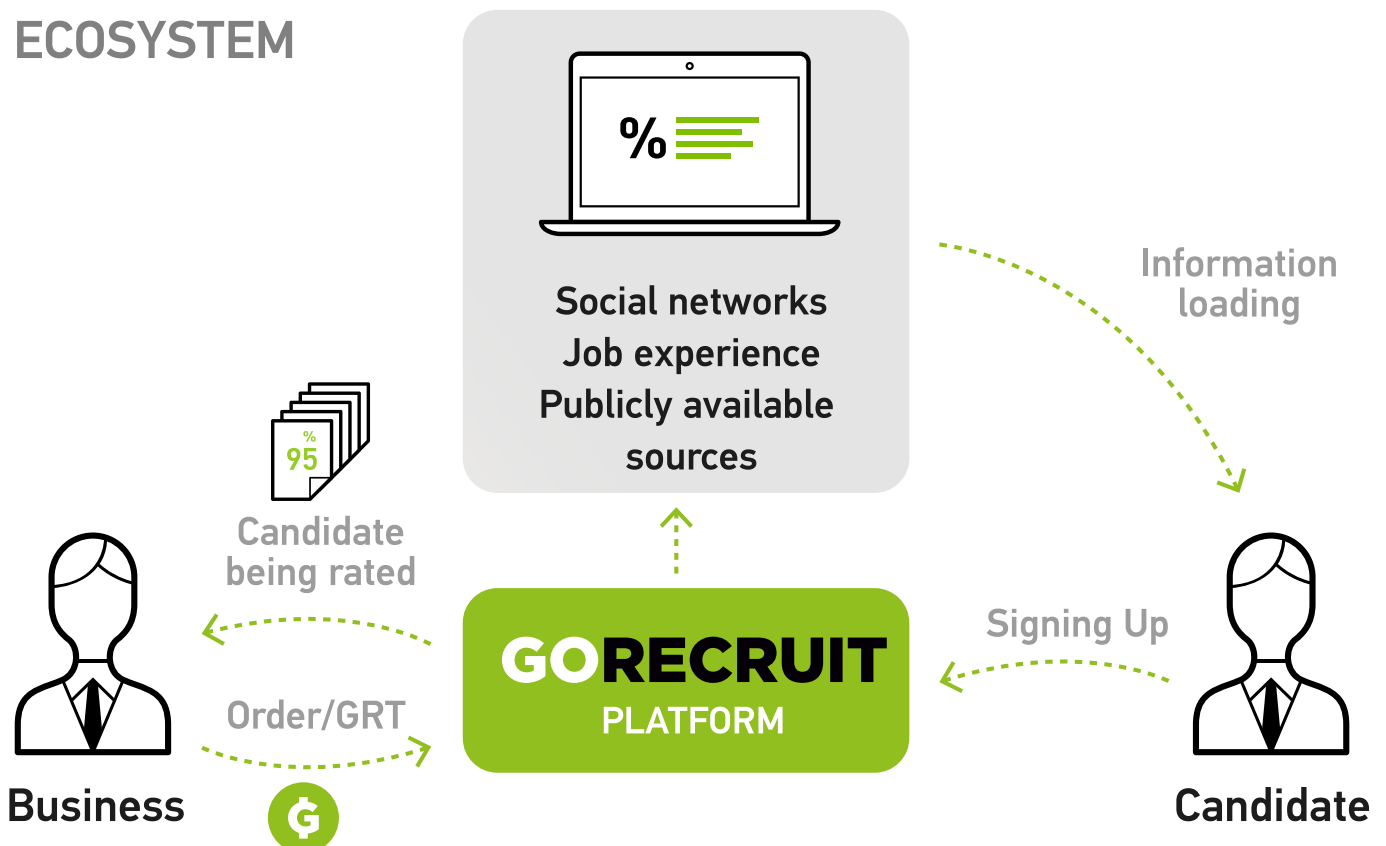 ECOSYSTEM
%
Social networks
Job experience
Publicly available
sources
Information
loading
%
95
Candidate
being rated
Signing Up
GORECRUIT
PLATFORM
Order/GRT
Business
Candidate
G